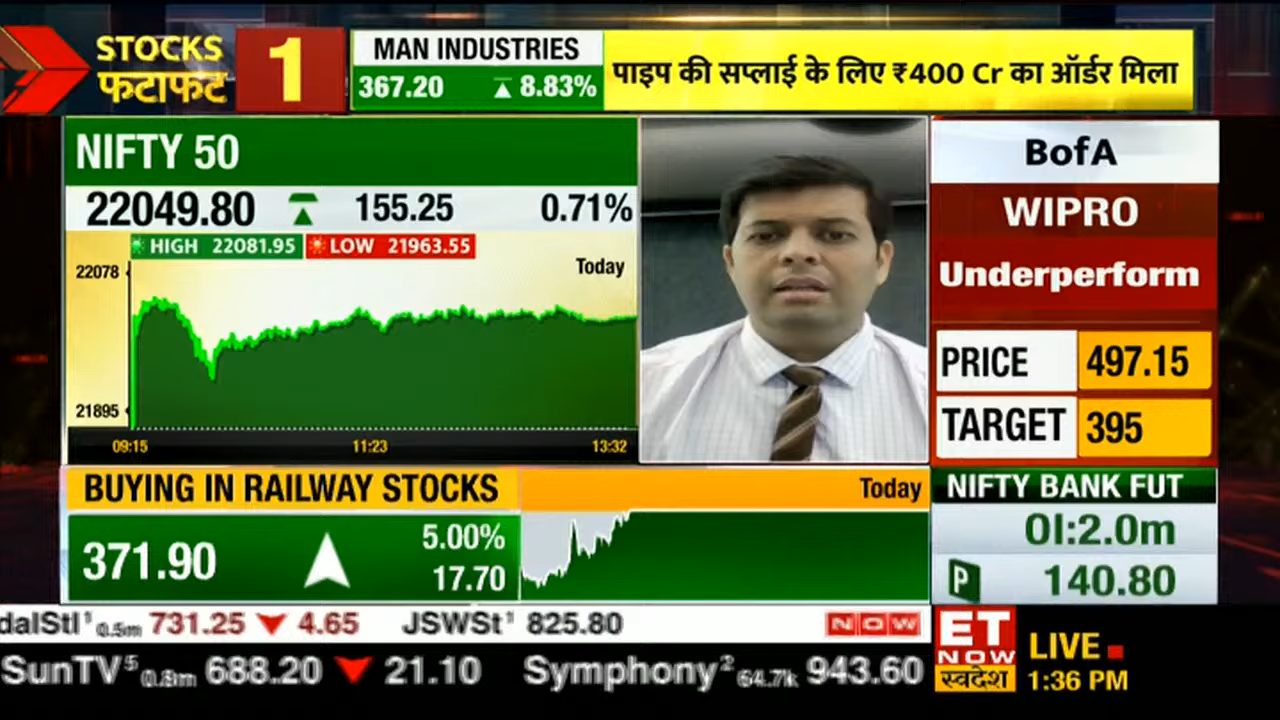 STOCKS
फटाफट
1
MAN INDUSTRIES
367.20 8.83%
पाइप की सप्लाई के लिए ₹400 Cr का ऑर्डर मिला
NIFTY 50
22049.80 155.25 0.71%
HIGH 22081.95 LOW 21963.55
Today
22078
21895
09:15 11:23 13:32
BofA
WIPRO
Underperform
PRICE 497.15
TARGET 395
BUYING IN RAILWAY STOCKS
Today
371.90
5.00%
17.70
NIFTY BANK FUT
OI:2.0m
P 140.80
dalStl¹ 0.5m 731.25 4.65 JSWSt¹ 825.80
NOW
SunTV⁵ 0.8m 688.20 21.10 Symphony² 64.7k 943.60
ET
NOW
स्वदेश
LIVE
1:36 PM